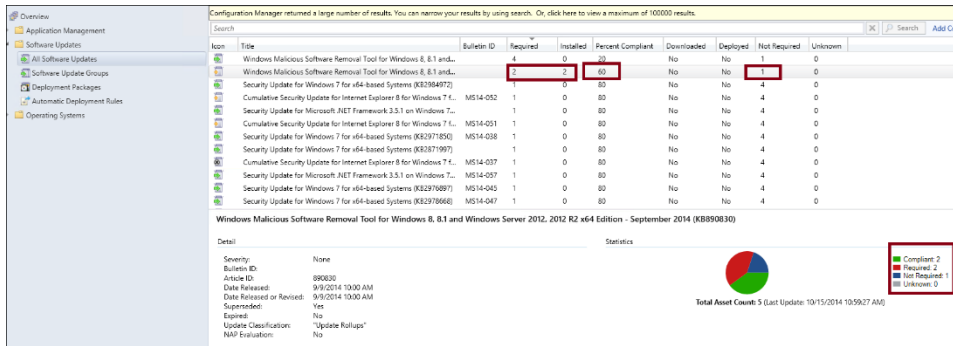 Overview
Application Management
Software Updates
All Software Updates
Software Update Groups
Deployment Packages
Automatic Deployment Rules
Operating Systems
Configuration Manager returned a large number of results. You can narrow your results by using search. Or, click here to view a maximum of 100000 results.
Search Search Add C
Icon Title Bulletin ID Required Installed Percent Compliant Downloaded Deployed Not Required Unknown
Windows Malicious Software Removal Tool for Windows 8, 8.1 and... 4 0 20 No No 1 0
Windows Malicious Software Removal Tool for Windows 8, 8.1 and... 2 2 60 No No 1 0
Security Update for Windows 7 for x64-based Systems (KB2984972) 1 0 80 No No 4 0
Cumulative Security Update for Internet Explorer 8 for Windows 7 f... MS14-052 1 0 80 No No 4 0
Security Update for Microsoft .NET Framework 3.5.1 on Windows 7... 1 0 80 No No 4 0
Cumulative Security Update for Internet Explorer 8 for Windows 7 f... MS14-051 1 0 80 No No 4 0
Security Update for Windows 7 for x64-based Systems (KB2971850) MS14-038 1 0 80 No No 4 0
Security Update for Windows 7 for x64-based Systems (KB2871997) 1 0 80 No No 4 0
Cumulative Security Update for Internet Explorer 8 for Windows 7 f... MS14-037 1 0 80 No No 4 0
Security Update for Microsoft .NET Framework 3.5.1 on Windows 7... MS14-057 1 0 80 No No 4 0
Security Update for Windows 7 for x64-based Systems (KB2976897) MS14-045 1 0 80 No No 4 0
Security Update for Windows 7 for x64-based Systems (KB2978668) MS14-047 1 0 80 No No 4 0
Windows Malicious Software Removal Tool for Windows 8, 8.1 and Windows Server 2012, 2012 R2 x64 Edition - September 2014 (KB890830)
Detail
Severity: None
Bulletin ID:
Article ID: 890830
Date Released: 9/9/2014 10:00 AM
Date Released or Revised: 9/9/2014 10:00 AM
Superseded: Yes
Expired: No
Update Classification: "Update Rollups"
NAP Evaluation: No
Statistics
Compliant: 2
Required: 2
Not Required: 1
Unknown: 0
Total Asset Count: 5 (Last Update: 10/15/2014 10:59:27 AM)